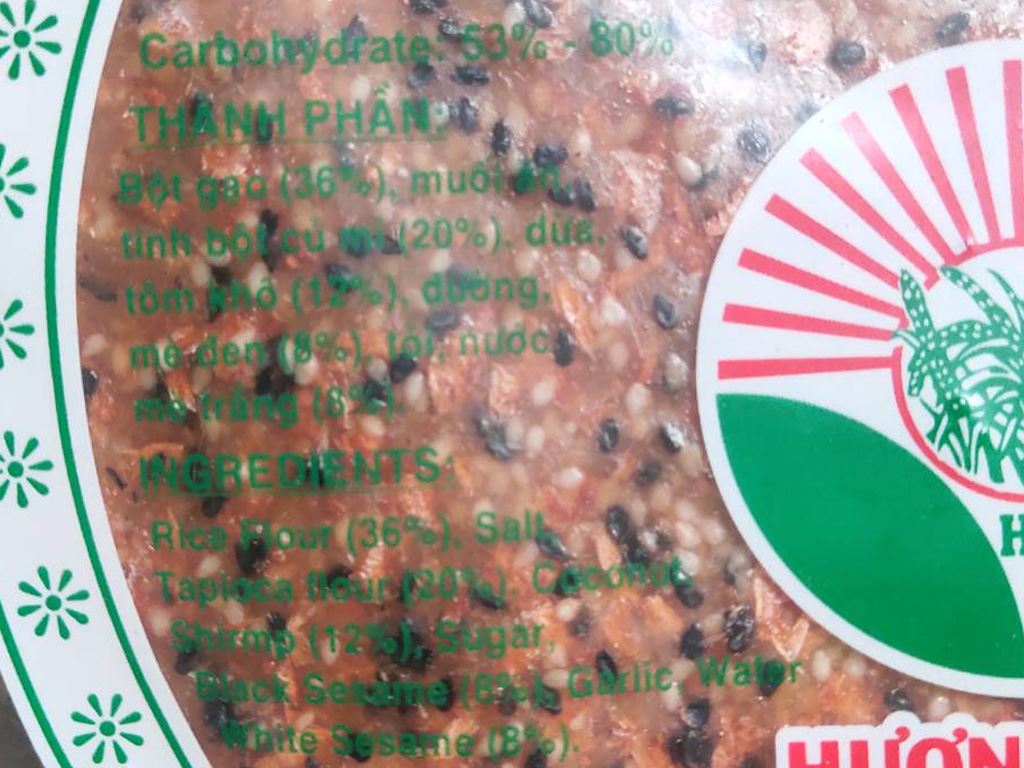 Carbohydrate: 53% - 80%
THÀNH PHẦN:
Bột gạo (36%), muối ăn,
tinh bột củ mì (20%), dừa,
tôm khô (12%), đường,
mè đen (8%), tỏi, nước
mè trắng (8%).
INGREDIENTS:
Rice Flour (36%), Salt,
Tapioca flour (20%), Coconut,
Shirmp (12%), Sugar,
Black Sesame (8%), Garlic, Water
White Sesame (8%).
H
HƯƠN